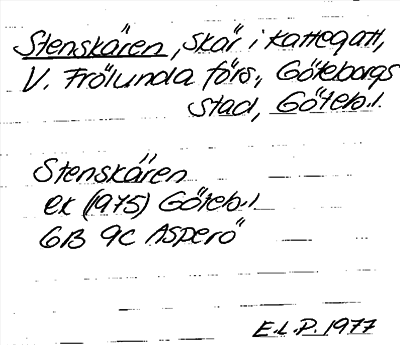 Stenskären, skär i Kattegatt,
V. Frölunda förs., Göteborgs
stad, Göteb.l.
Stenskären
ek (1975) Göteb.l.
6B 9c Asperö
E.L.P. 1977